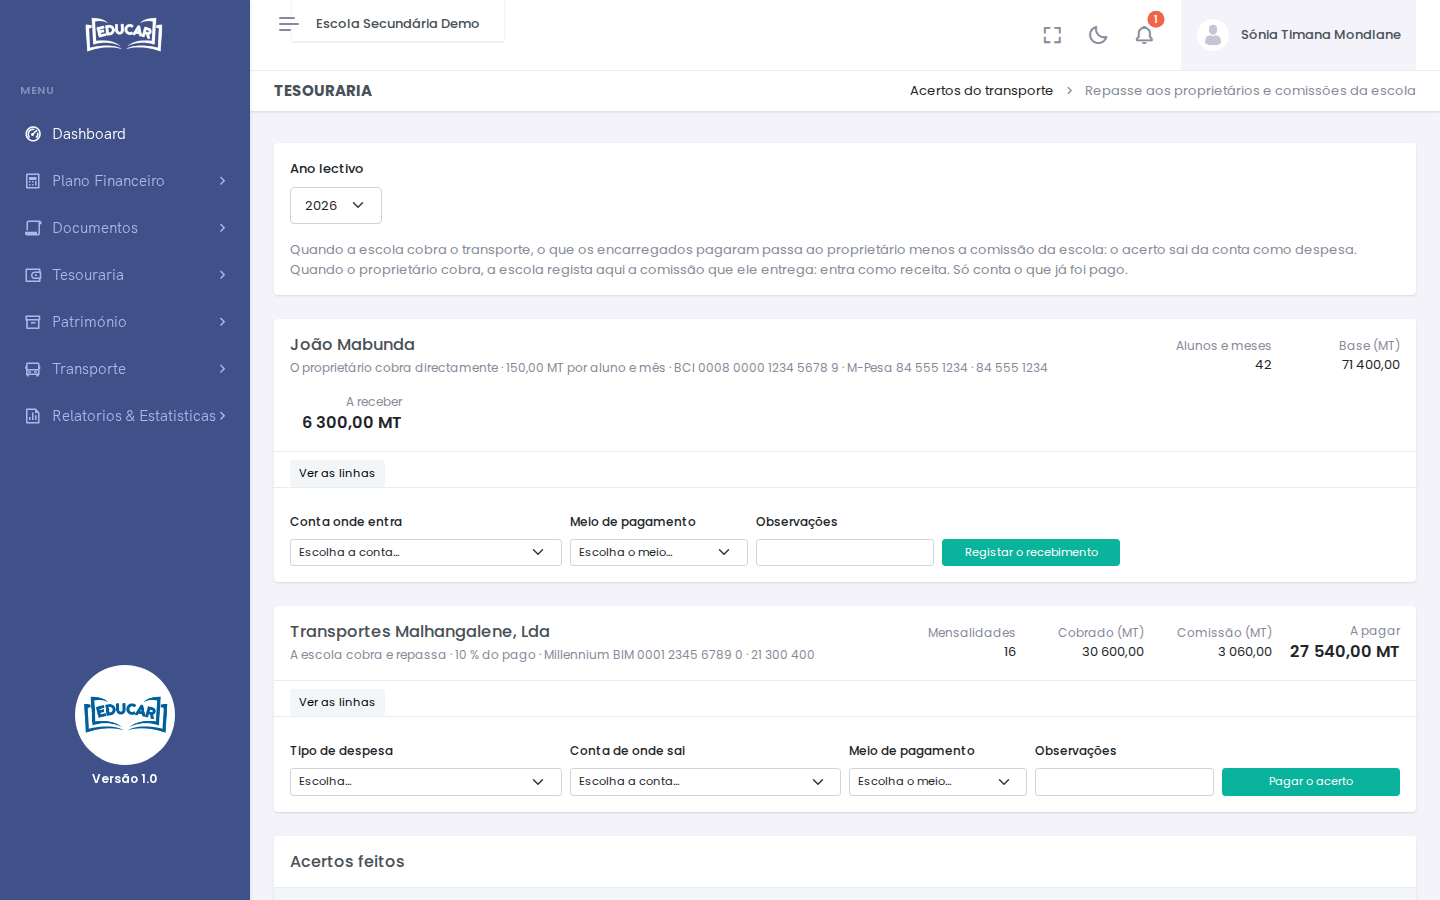 EDUCAR
Escola Secundária Demo
1
Sónia Timana Mondlane
MENU
TESOURARIA
Acertos do transporte > Repasse aos proprietários e comissões da escola
Dashboard
Plano Financeiro
Documentos
Tesouraria
Património
Transporte
Relatorios & Estatisticas
EDUCAR
Versão 1.0
Ano lectivo
2026
Quando a escola cobra o transporte, o que os encarregados pagaram passa ao proprietário menos a comissão da escola: o acerto sai da conta como despesa.
Quando o proprietário cobra, a escola regista aqui a comissão que ele entrega: entra como receita. Só conta o que já foi pago.
João Mabunda
O proprietário cobra directamente · 150,00 MT por aluno e mês · BCI 0008 0000 1234 5678 9 · M-Pesa 84 555 1234 · 84 555 1234
Alunos e meses
42
Base (MT)
71 400,00
A receber
6 300,00 MT
Ver as linhas
Conta onde entra
Meio de pagamento
Observações
Escolha a conta...
Escolha o meio...
Registar o recebimento
Transportes Malhangalene, Lda
A escola cobra e repassa · 10 % do pago · Millennium BIM 0001 2345 6789 0 · 21 300 400
Mensalidades
16
Cobrado (MT)
30 600,00
Comissão (MT)
3 060,00
A pagar
27 540,00 MT
Ver as linhas
Tipo de despesa
Conta de onde sai
Meio de pagamento
Observações
Escolha...
Escolha a conta...
Escolha o meio...
Pagar o acerto
Acertos feitos